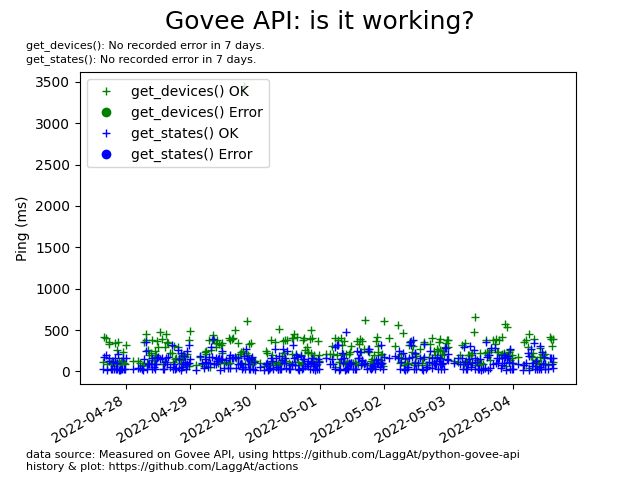 Govee API: is it working?
get_devices(): No recorded error in 7 days.
get_states(): No recorded error in 7 days.
get_devices() OK
get_devices() Error
get_states() OK
get_states() Error
Ping (ms)
3500
3000
2500
2000
1500
1000
500
0
2022-04-28
2022-04-29
2022-04-30
2022-05-01
2022-05-02
2022-05-03
2022-05-04
data source: Measured on Govee API, using https://github.com/LaggAt/python-govee-api
history & plot: https://github.com/LaggAt/actions